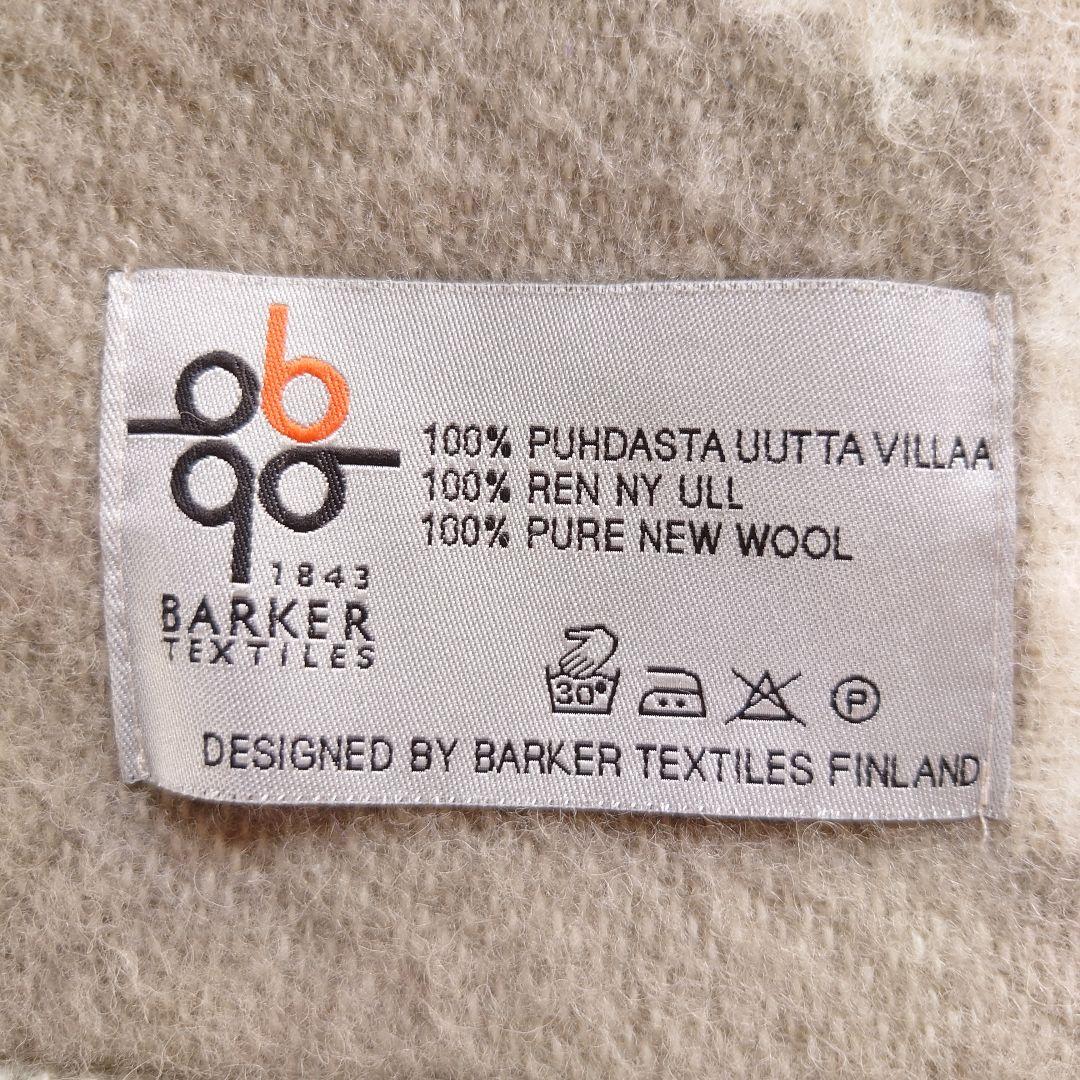 b
1843
BARKER
TEXTILES
100% PUHDASTA UUTTA VILLAA
100% REN NY ULL
100% PURE NEW WOOL
30°
P
DESIGNED BY BARKER TEXTILES FINLAND